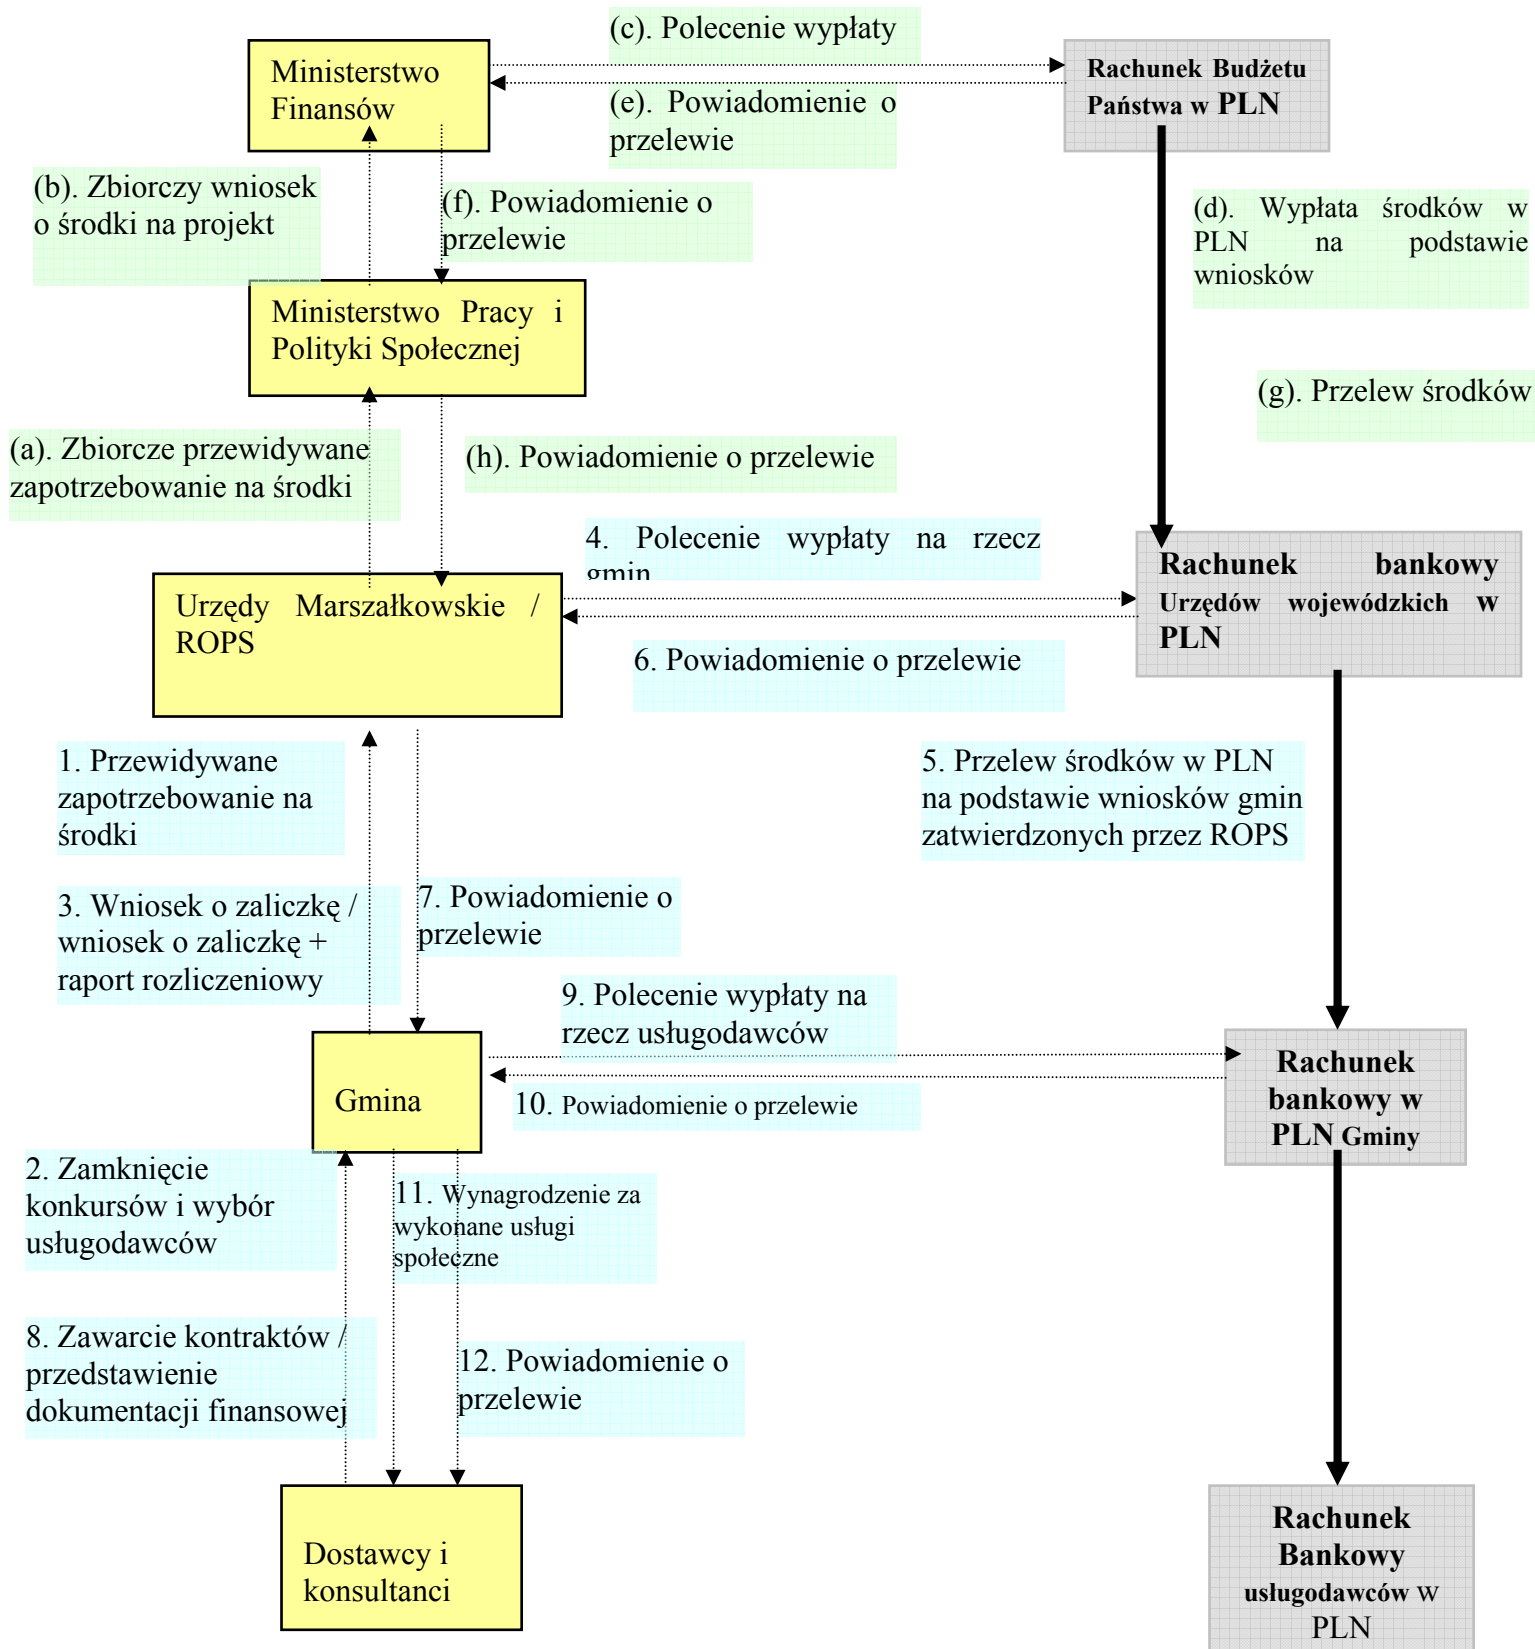 (c). Polecenie wypłaty
Ministerstwo
Finansów
Rachunek Budżetu
Państwa w PLN
(e). Powiadomienie o
przelewie
(b). Zbiorczy wniosek
o środki na projekt
(f). Powiadomienie o
przelewie
(d). Wypłata środków w
PLN na podstawie
wniosków
Ministerstwo Pracy i
Polityki Społecznej
(g). Przelew środków
(a). Zbiorcze przewidywane
zapotrzebowanie na środki
(h). Powiadomienie o przelewie
4. Polecenie wypłaty na rzecz
gmin
Urzędy Marszałkowskie /
ROPS
Rachunek bankowy
Urzędów wojewódzkich w
PLN
6. Powiadomienie o przelewie
1. Przewidywane
zapotrzebowanie na
środki
5. Przelew środków w PLN
na podstawie wniosków gmin
zatwierdzonych przez ROPS
3. Wniosek o zaliczkę /
wniosek o zaliczkę +
raport rozliczeniowy
7. Powiadomienie o
przelewie
9. Polecenie wypłaty na
rzecz usługodawców
Gmina
Rachunek
bankowy w
PLN Gminy
10. Powiadomienie o przelewie
2. Zamknięcie
konkursów i wybór
usługodawców
11. Wynagrodzenie za
wykonane usługi
społeczne
8. Zawarcie kontraktów /
przedstawienie
dokumentacji finansowej
12. Powiadomienie o
przelewie
Dostawcy i
konsultanci
Rachunek
Bankowy
usługodawców w
PLN